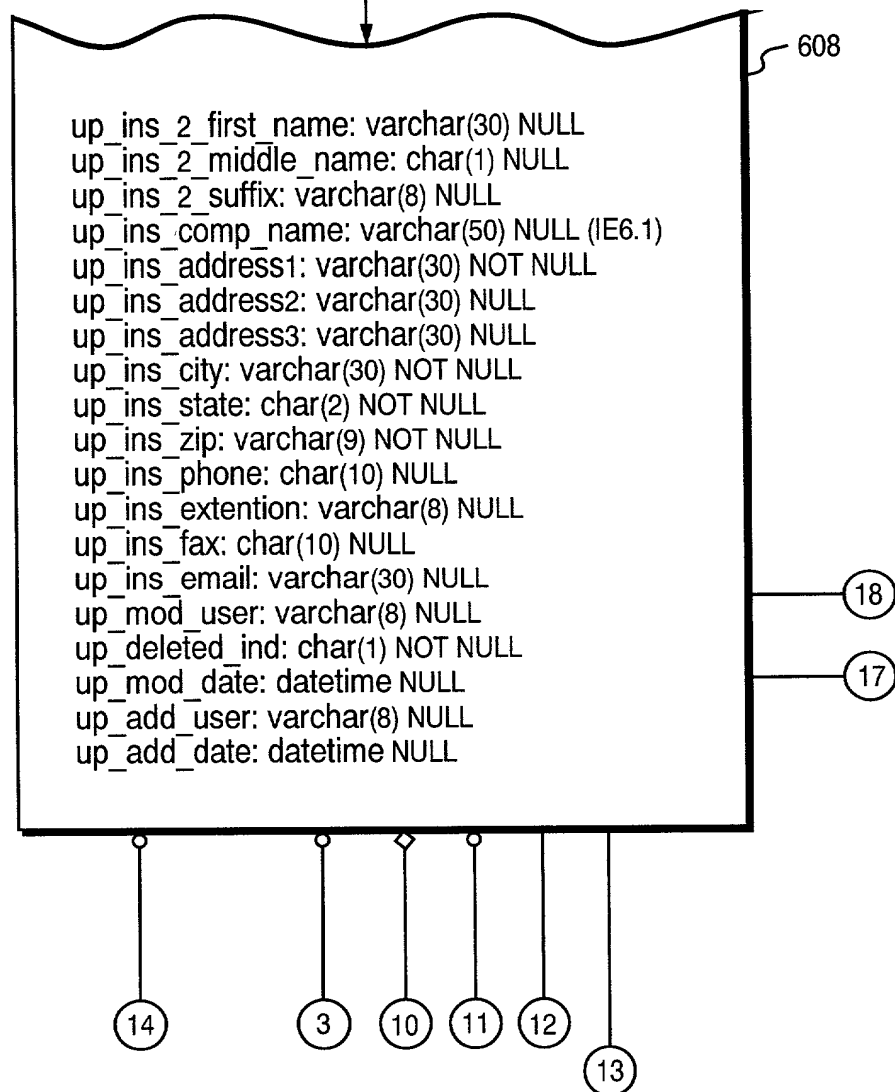 608
up_ins_2_first_name: varchar(30) NULL
up_ins_2_middle_name: char(1) NULL
up_ins_2_suffix: varchar(8) NULL
up_ins_comp_name: varchar(50) NULL (IE6.1)
up_ins_address1: varchar(30) NOT NULL
up_ins_address2: varchar(30) NULL
up_ins_address3: varchar(30) NULL
up_ins_city: varchar(30) NOT NULL
up_ins_state: char(2) NOT NULL
up_ins_zip: varchar(9) NOT NULL
up_ins_phone: char(10) NULL
up_ins_extention: varchar(8) NULL
up_ins_fax: char(10) NULL
up_ins_email: varchar(30) NULL
up_mod_user: varchar(8) NULL
up_deleted_ind: char(1) NOT NULL
up_mod_date: datetime NULL
up_add_user: varchar(8) NULL
up_add_date: datetime NULL
18
17
14 3 10 11 12
13